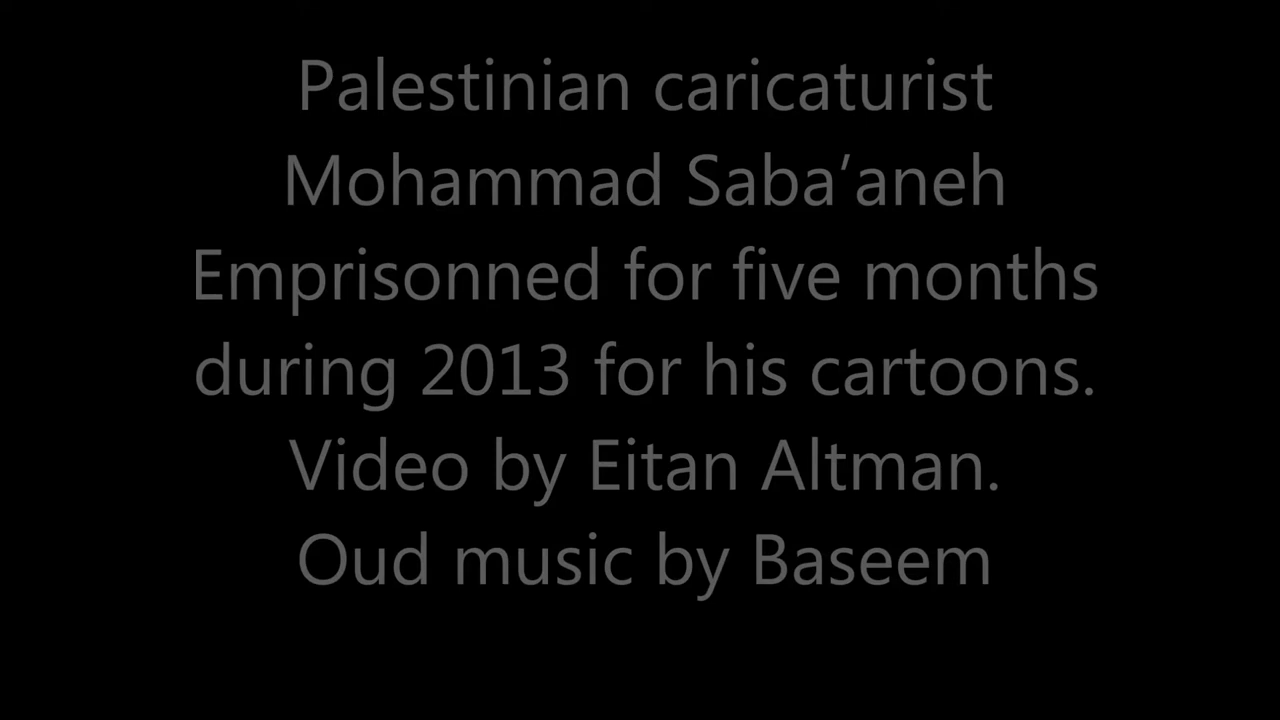 Palestinian caricaturist
Mohammad Saba’aneh
Emprisonned for five months
during 2013 for his cartoons.
Video by Eitan Altman.
Oud music by Baseem